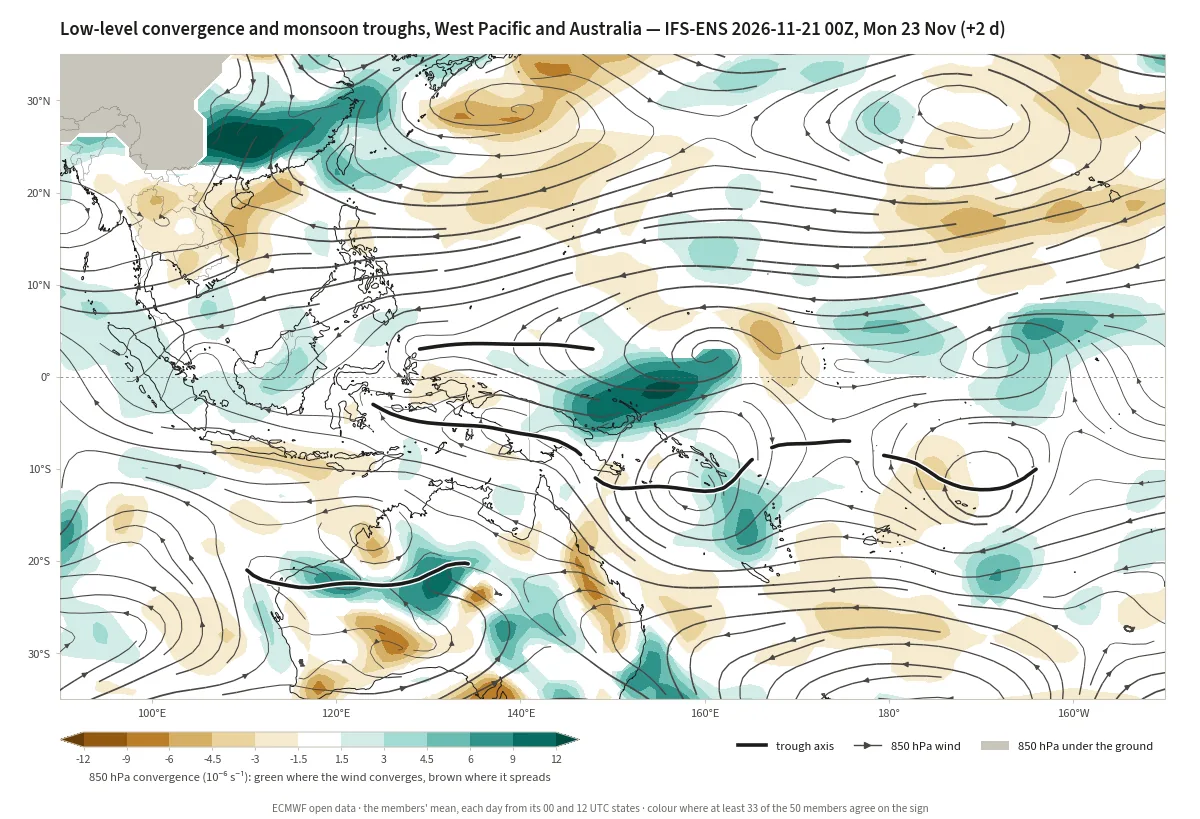 Low-level convergence and monsoon troughs, West Pacific and Australia — IFS-ENS 2026-11-21 00Z, Mon 23 Nov (+2 d)
30°N
20°N
10°N
0°
10°S
20°S
30°S
100°E 120°E 140°E 160°E 180° 160°W
-12 -9 -6 -4.5 -3 -1.5 1.5 3 4.5 6 9 12
850 hPa convergence (10⁻⁶ s⁻¹): green where the wind converges, brown where it spreads
trough axis 850 hPa wind 850 hPa under the ground
ECMWF open data · the members' mean, each day from its 00 and 12 UTC states · colour where at least 33 of the 50 members agree on the sign